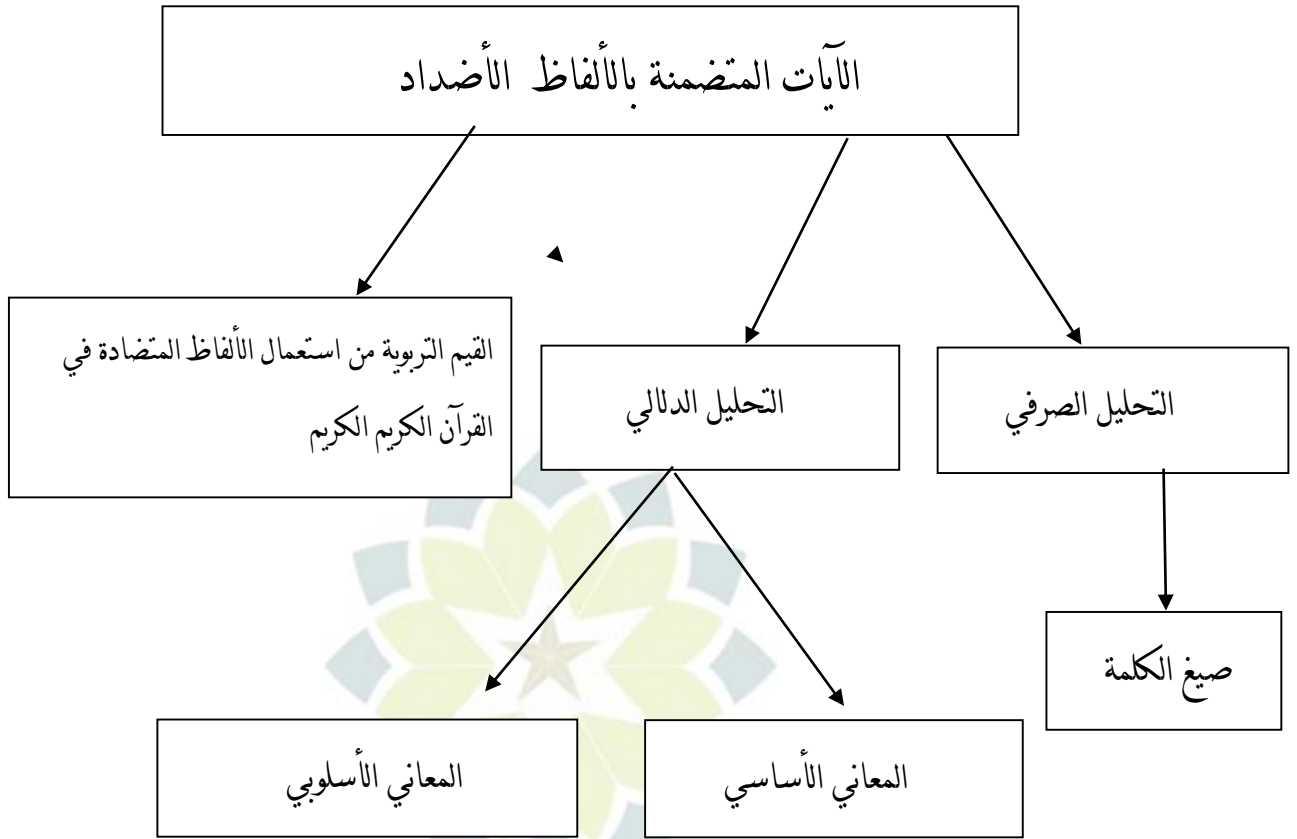 الآيات المتضمنة بالألفاظ الأضداد
التحليل الصرفي
التحليل الدلالي
القيم التربوية من استعمال الألفاظ المتضادة في
القرآن الكريم الكريم
صيغ الكلمة
المعاني الأساسي
المعاني الأسلوبي